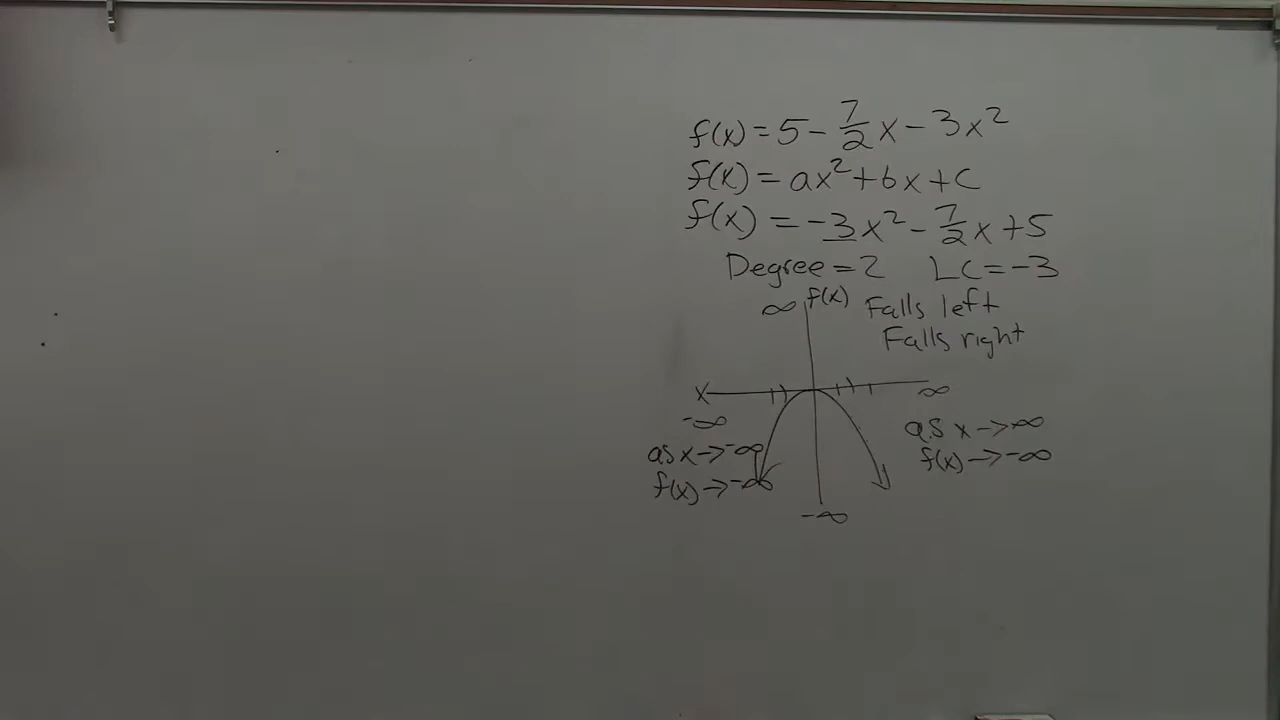 f(x) = 5 - 7/2 x - 3x²
f(x) = ax² + bx + c
f(x) = -3x² - 7/2 x + 5
Degree = 2 LC = -3
∞ f(x) Falls left
Falls right
x ∞
-∞
as x → ∞
as x → -∞
f(x) → -∞
f(x) → -∞
-∞